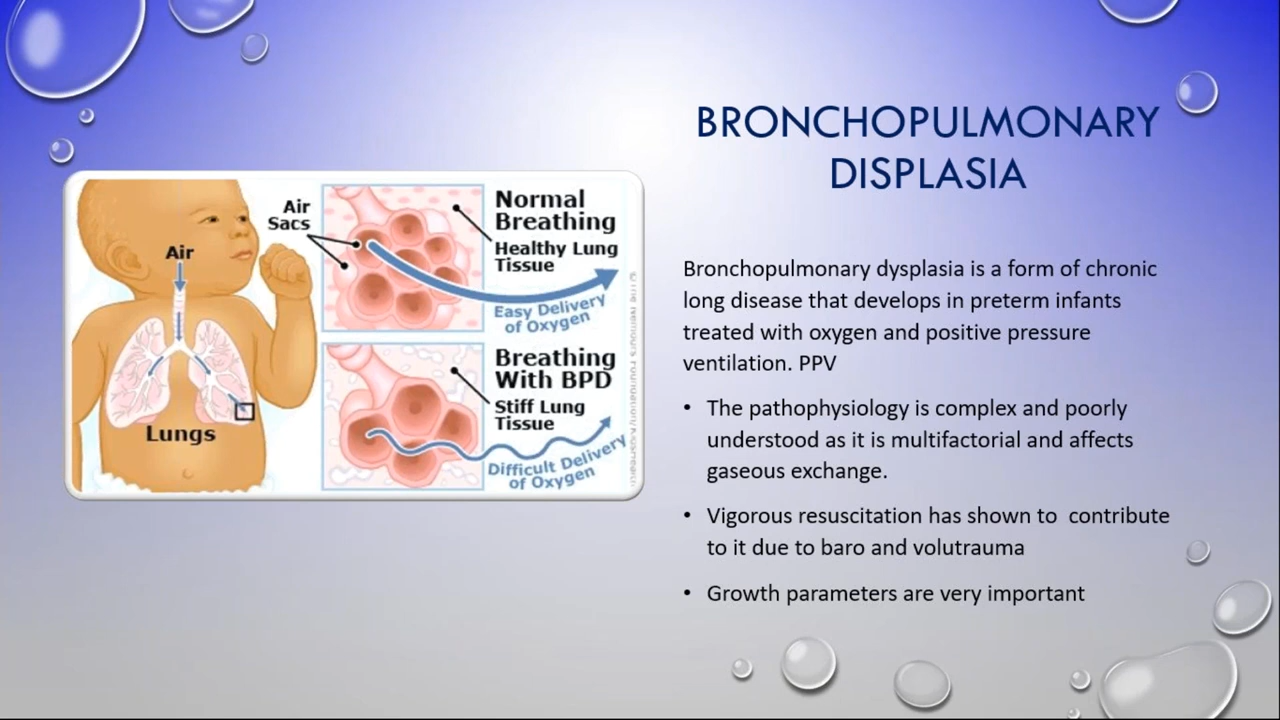 BRONCHOPULMONARY
DISPLASIA
Air
Lungs
Air
Sacs
Normal
Breathing
Healthy Lung
Tissue
Easy Delivery
of Oxygen
Breathing
With BPD
Stiff Lung
Tissue
Difficult Delivery
of Oxygen
Bronchopulmonary dysplasia is a form of chronic
long disease that develops in preterm infants
treated with oxygen and positive pressure
ventilation. PPV
• The pathophysiology is complex and poorly
understood as it is multifactorial and affects
gaseous exchange.
• Vigorous resuscitation has shown to  contribute
to it due to baro and volutrauma
• Growth parameters are very important